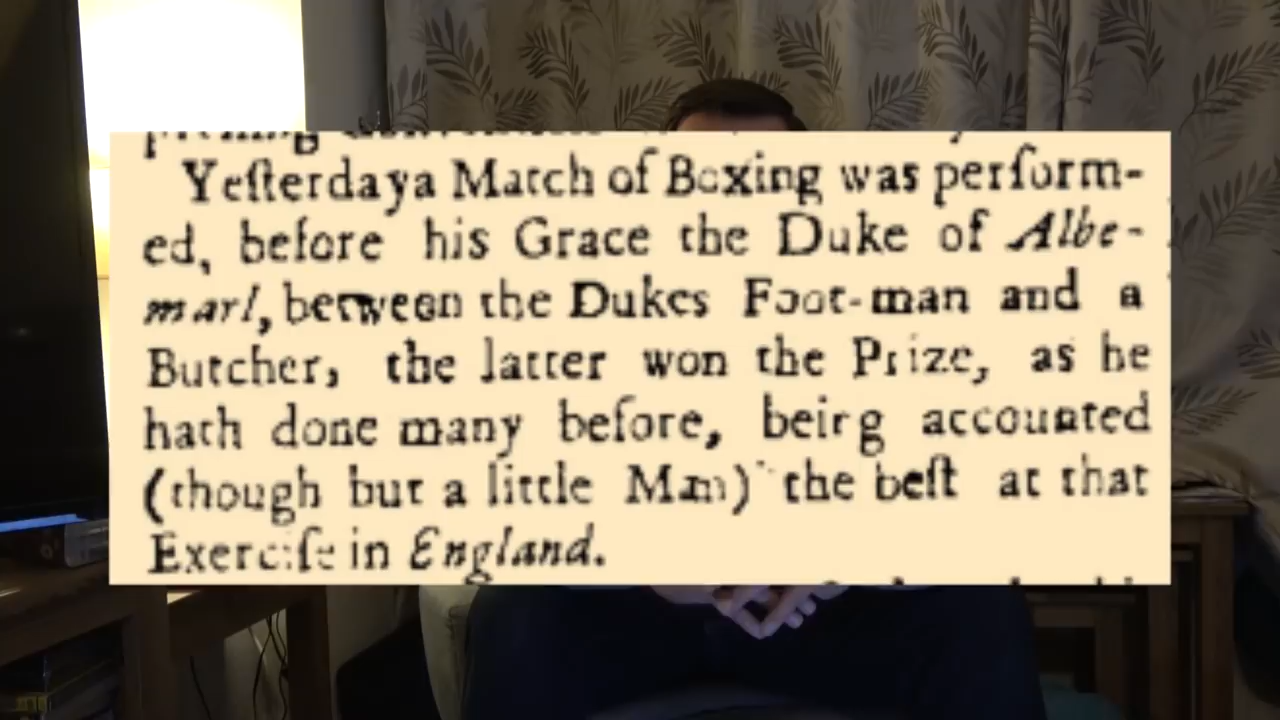 Yeſterday a Match of Boxing was perform-
ed, before his Grace the Duke of Albe-
marl, between the Dukes Foot-man and a
Butcher, the latter won the Prize, as he
hath done many before, being accounted
(though but a little Man) the beſt at that
Exerciſe in England.